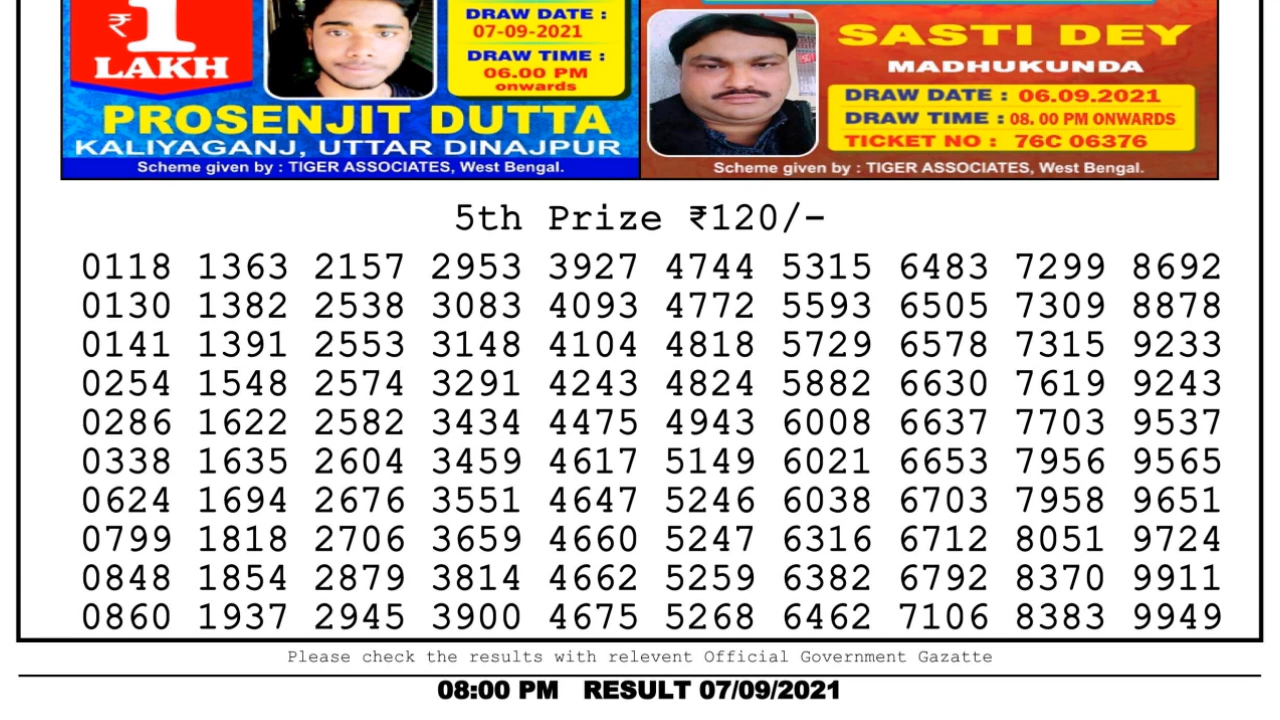 ₹1
LAKH
DRAW DATE :
07-09-2021
DRAW TIME :
06.00 PM
onwards
PROSENJIT DUTTA
KALIYAGANJ, UTTAR DINAJPUR
Scheme given by : TIGER ASSOCIATES, West Bengal.
SASTI DEY
MADHUKUNDA
DRAW DATE : 06.09.2021
DRAW TIME : 08. 00 PM ONWARDS
TICKET NO : 76C 06376
Scheme given by : TIGER ASSOCIATES, West Bengal.
5th Prize ₹120/-
0118 1363 2157 2953 3927 4744 5315 6483 7299 8692
0130 1382 2538 3083 4093 4772 5593 6505 7309 8878
0141 1391 2553 3148 4104 4818 5729 6578 7315 9233
0254 1548 2574 3291 4243 4824 5882 6630 7619 9243
0286 1622 2582 3434 4475 4943 6008 6637 7703 9537
0338 1635 2604 3459 4617 5149 6021 6653 7956 9565
0624 1694 2676 3551 4647 5246 6038 6703 7958 9651
0799 1818 2706 3659 4660 5247 6316 6712 8051 9724
0848 1854 2879 3814 4662 5259 6382 6792 8370 9911
0860 1937 2945 3900 4675 5268 6462 7106 8383 9949
Please check the results with relevent Official Government Gazatte
08:00 PM RESULT 07/09/2021